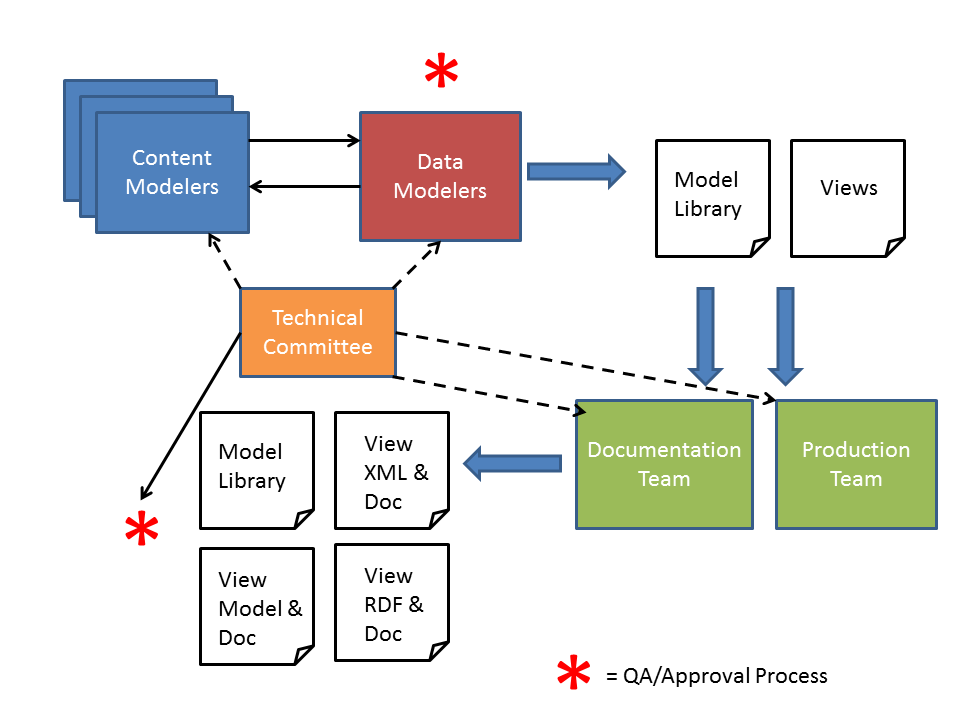 Content
Modelers
Data
Modelers
Model
Library
Views
Technical
Committee
Documentation
Team
Production
Team
Model
Library
View
XML &
Doc
View
Model &
Doc
View
RDF &
Doc
* = QA/Approval Process